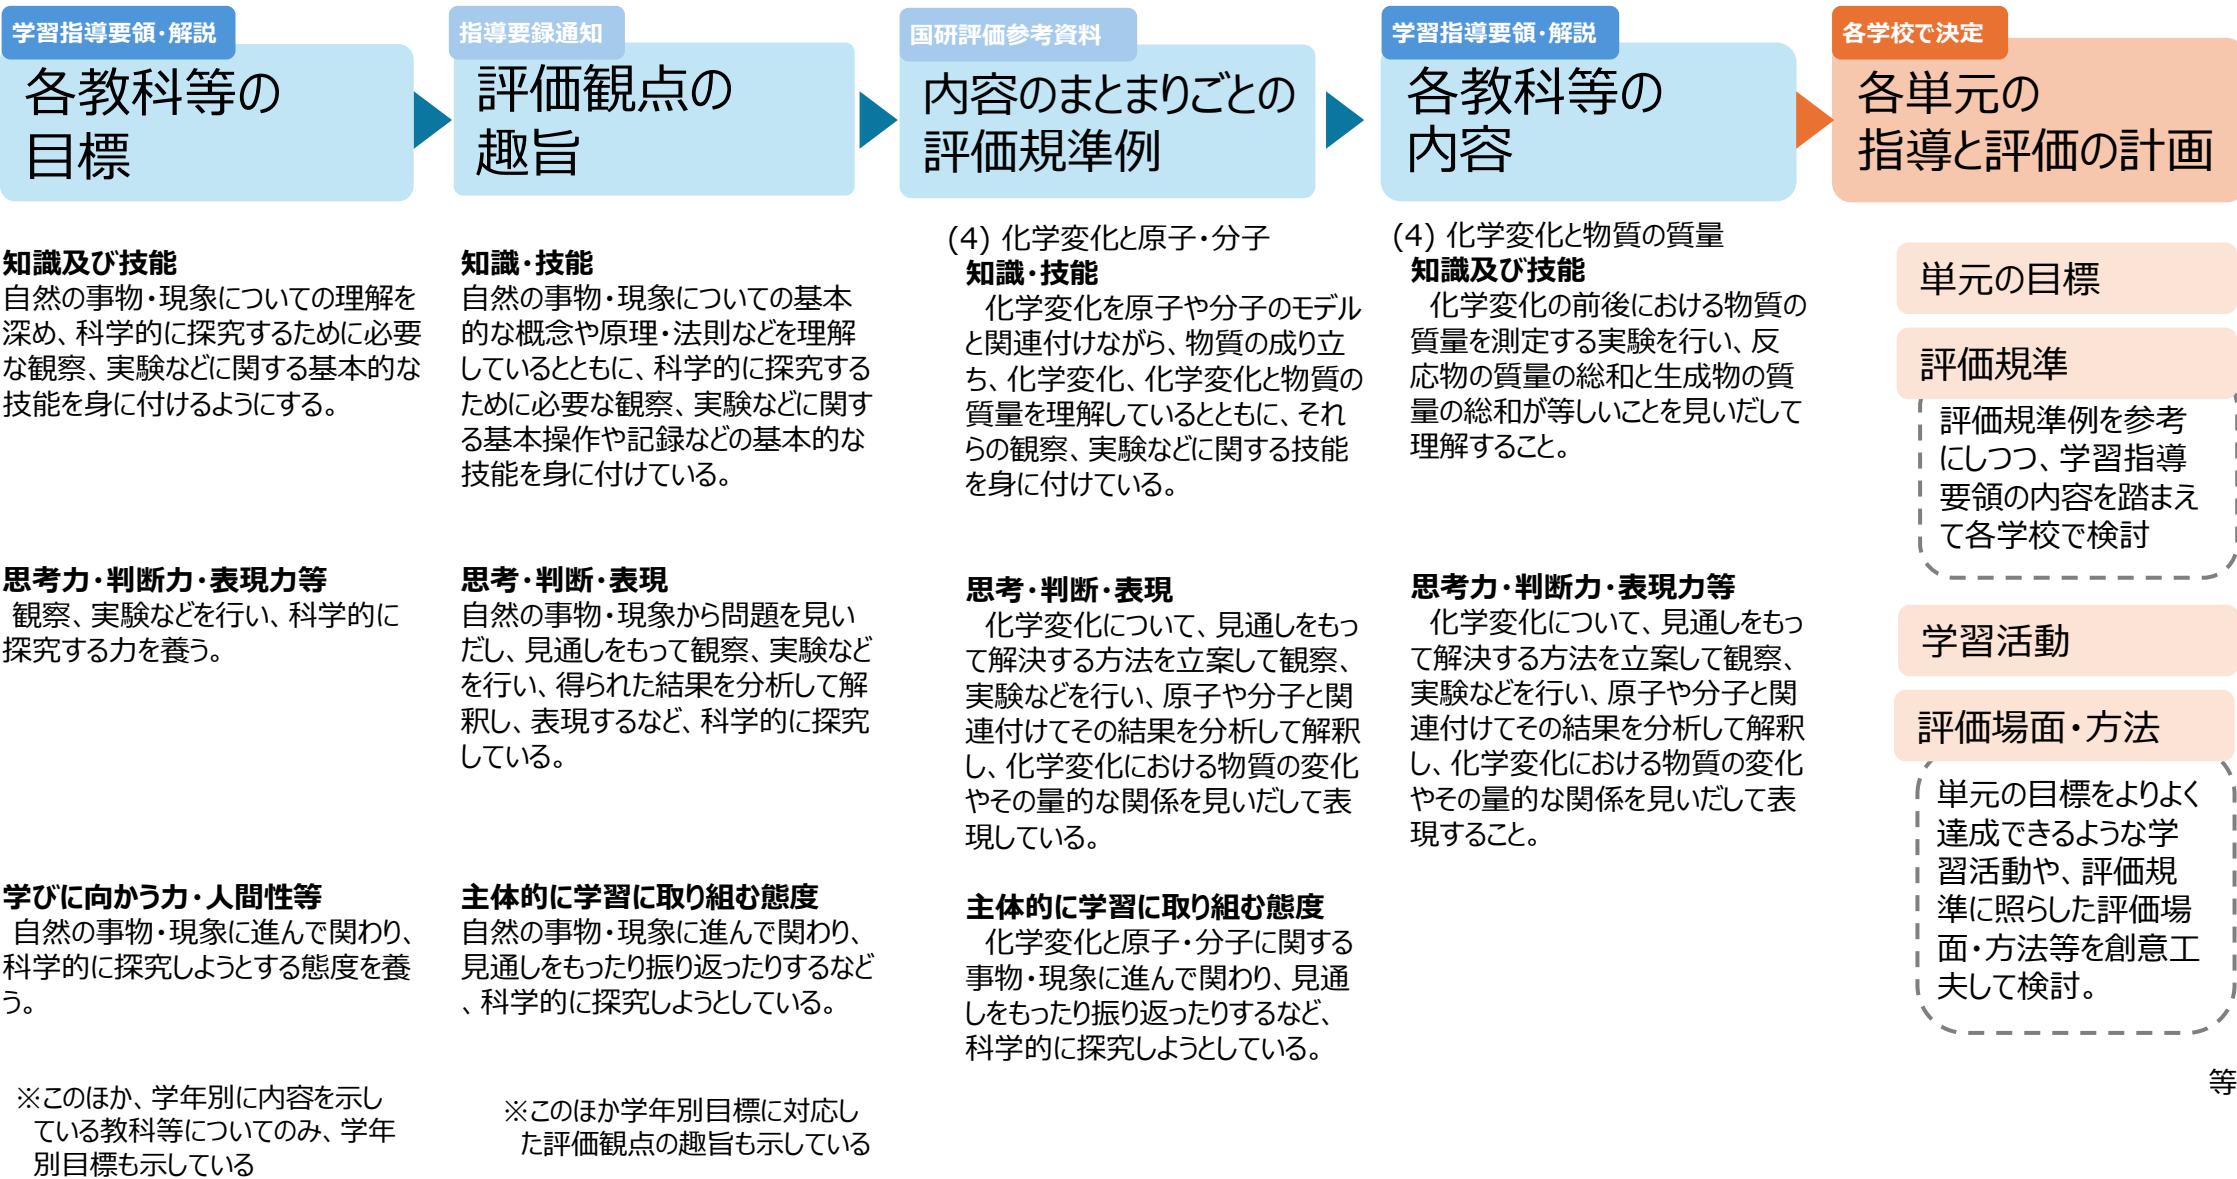 学習指導要領・解説
各教科等の
目標
知識及び技能
自然の事物・現象についての理解を
深め、科学的に探究するために必要
な観察、実験などに関する基本的な
技能を身に付けるようにする。
思考力・判断力・表現力等
観察、実験などを行い、科学的に
探究する力を養う。
学びに向かう力・人間性等
自然の事物・現象に進んで関わり、
科学的に探究しようとする態度を養
う。
※このほか、学年別に内容を示し
ている教科等についてのみ、学年
別目標も示している
指導要録通知
評価観点の
趣旨
知識・技能
自然の事物・現象についての基本
的な概念や原理・法則などを理解
しているとともに、科学的に探究する
ために必要な観察、実験などに関す
る基本操作や記録などの基本的な
技能を身に付けている。
思考・判断・表現
自然の事物・現象から問題を見い
だし、見通しをもって観察、実験など
を行い、得られた結果を分析して解
釈し、表現するなど、科学的に探究
している。
主体的に学習に取り組む態度
自然の事物・現象に進んで関わり、
見通しをもったり振り返ったりするなど
、科学的に探究しようとしている。
※このほか学年別目標に対応し
た評価観点の趣旨も示している
国研評価参考資料
内容のまとまりごとの
評価規準例
(4) 化学変化と原子・分子
知識・技能
化学変化を原子や分子のモデル
と関連付けながら、物質の成り立
ち、化学変化、化学変化と物質の
質量を理解しているとともに、それ
らの観察、実験などに関する技能
を身に付けている。
思考・判断・表現
化学変化について、見通しをもっ
て解決する方法を立案して観察、
実験などを行い、原子や分子と関
連付けてその結果を分析して解釈
し、化学変化における物質の変化
やその量的な関係を見いだして表
現している。
主体的に学習に取り組む態度
化学変化と原子・分子に関する
事物・現象に進んで関わり、見通
しをもったり振り返ったりするなど、
科学的に探究しようとしている。
学習指導要領・解説
各教科等の
内容
(4) 化学変化と物質の質量
知識及び技能
化学変化の前後における物質の
質量を測定する実験を行い、反
応物の質量の総和と生成物の質
量の総和が等しいことを見いだして
理解すること。
思考力・判断力・表現力等
化学変化について、見通しをもっ
て解決する方法を立案して観察、
実験などを行い、原子や分子と関
連付けてその結果を分析して解釈
し、化学変化における物質の変化
やその量的な関係を見いだして表
現すること。
各学校で決定
各単元の
指導と評価の計画
単元の目標
評価規準
評価規準例を参考
にしつつ、学習指導
要領の内容を踏まえ
て各学校で検討
学習活動
評価場面・方法
単元の目標をよりよく
達成できるような学
習活動や、評価規
準に照らした評価場
面・方法等を創意工
夫して検討。
等